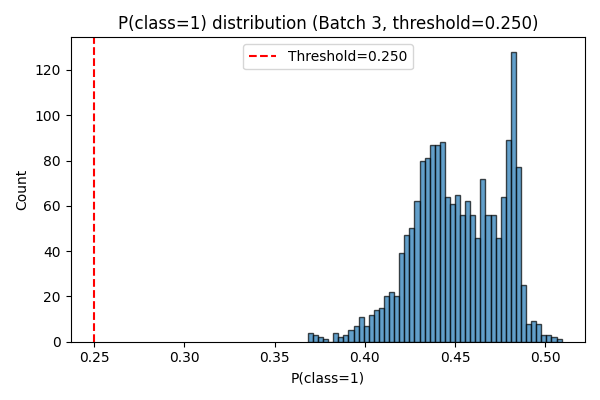 P(class=1) distribution (Batch 3, threshold=0.250)
Threshold=0.250
Count
120
100
80
60
40
20
0
0.25 0.30 0.35 0.40 0.45 0.50
P(class=1)